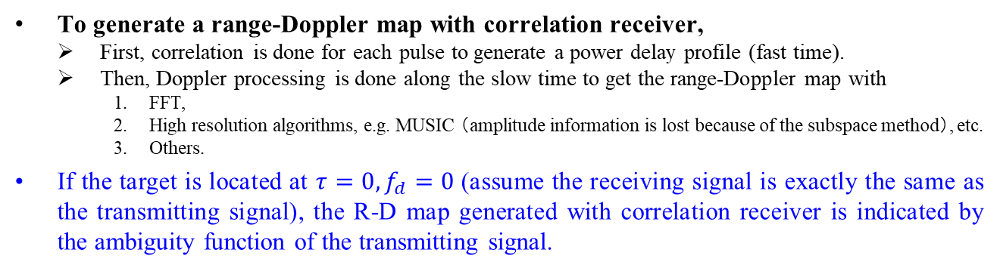 • To generate a range-Doppler map with correlation receiver,
➢ First, correlation is done for each pulse to generate a power delay profile (fast time).
➢ Then, Doppler processing is done along the slow time to get the range-Doppler map with
1. FFT,
2. High resolution algorithms, e.g. MUSIC（amplitude information is lost because of the subspace method）, etc.
3. Others.
• If the target is located at τ = 0, f_d = 0 (assume the receiving signal is exactly the same as
the transmitting signal), the R-D map generated with correlation receiver is indicated by
the ambiguity function of the transmitting signal.